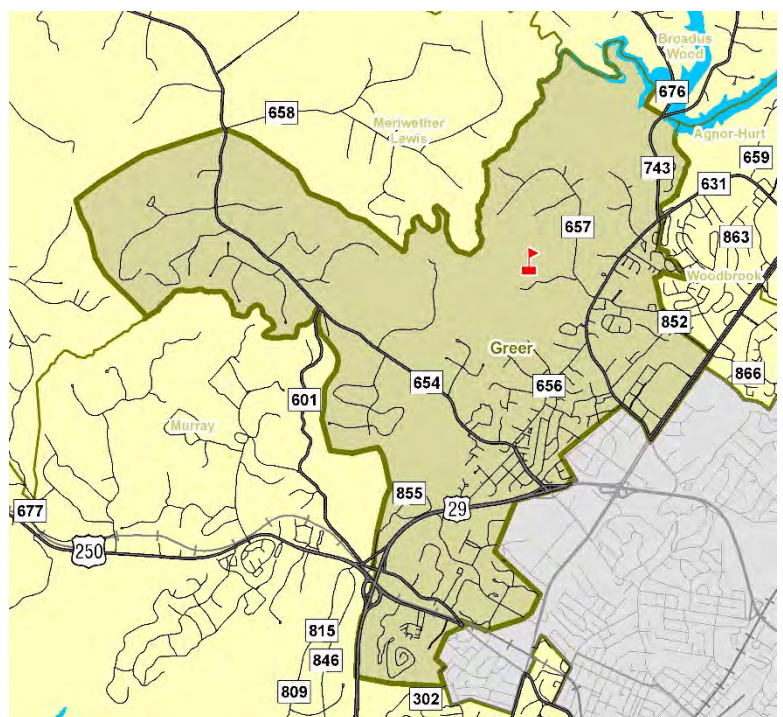 Broadus
Wood
676
658
Meriwether
Lewis
Agnor-Hurt
659
743
631
657
863
Woodbrook
852
Greer
866
654
656
601
Murray
855
29
677
250
815
846
809
302